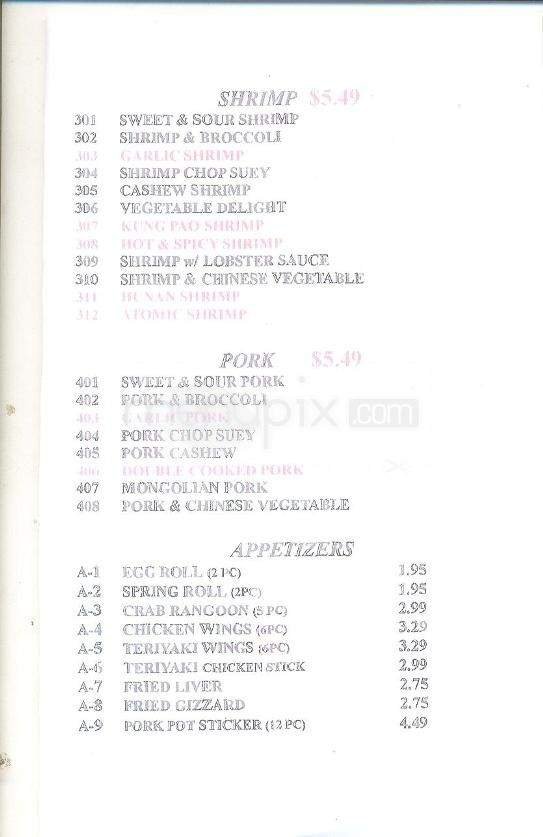 SHRIMP $5.49
301 SWEET & SOUR SHRIMP
302 SHRIMP & BROCCOLI
303 GARLIC SHRIMP
304 SHRIMP CHOP SUEY
305 CASHEW SHRIMP
306 VEGETABLE DELIGHT
307 KUNG PAO SHRIMP
308 HOT & SPICY SHRIMP
309 SHRIMP w/ LOBSTER SAUCE
310 SHRIMP & CHINESE VEGETABLE
311 HUNAN SHRIMP
312 ATOMIC SHRIMP
PORK $5.49
401 SWEET & SOUR PORK
402 PORK & BROCCOLI
403 GARLIC PORK
.com
404 PORK CHOP SUEY
405 PORK CASHEW
406 DOUBLE COOKED PORK
407 MONGOLIAN PORK
408 PORK & CHINESE VEGETABLE
APPETIZERS
A-1 EGG ROLL (2 PC) 1.95
A-2 SPRING ROLL (2PC) 1.95
A-3 CRAB RANGOON (5 PC) 2.99
A-4 CHICKEN WINGS (6PC) 3.29
A-5 TERIYAKI WINGS (6PC) 3.29
A-6 TERIYAKI CHICKEN STICK 2.99
A-7 FRIED LIVER 2.75
A-8 FRIED GIZZARD 2.75
A-9 PORK POT STICKER (12 PC) 4.49